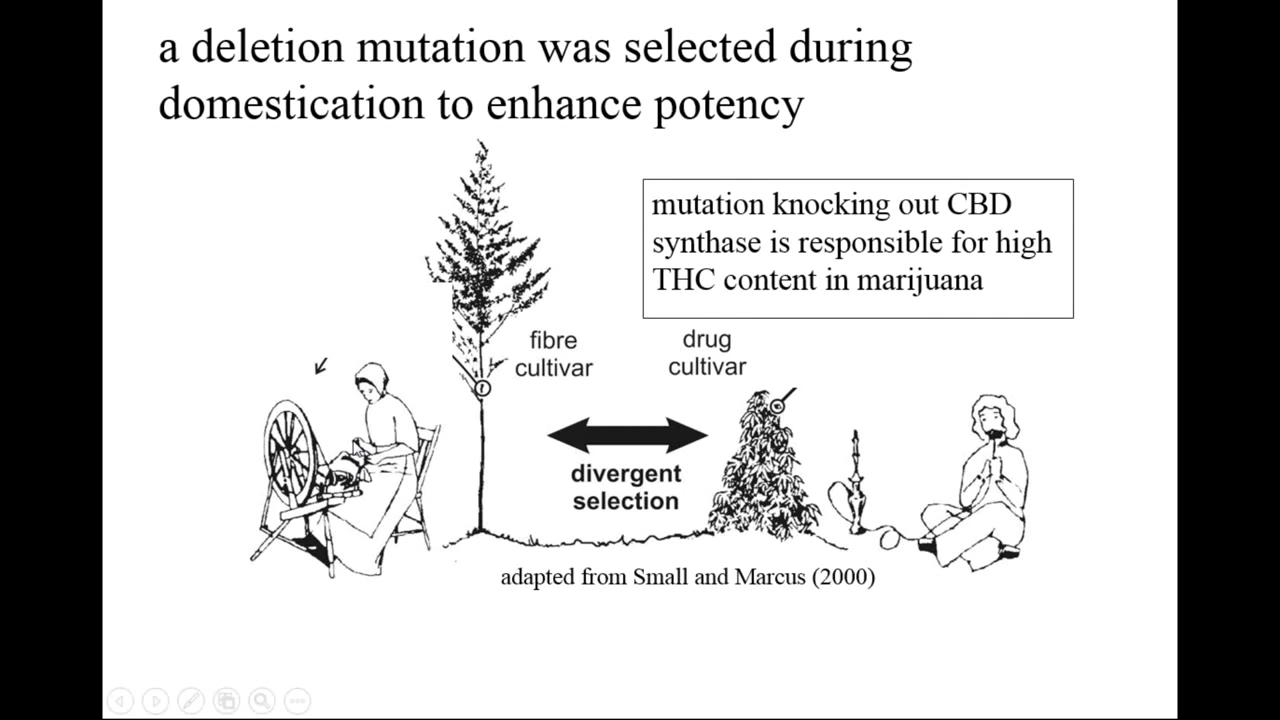 a deletion mutation was selected during
domestication to enhance potency
mutation knocking out CBD
synthase is responsible for high
THC content in marijuana
fibre
cultivar
drug
cultivar
divergent
selection
adapted from Small and Marcus (2000)